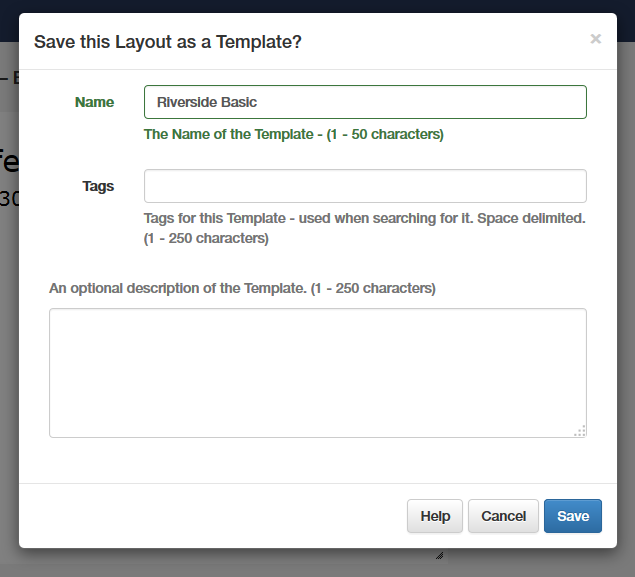 Save this Layout as a Template?
×
Name
Riverside Basic
The Name of the Template - (1 - 50 characters)
Tags
Tags for this Template - used when searching for it. Space delimited.
(1 - 250 characters)
An optional description of the Template. (1 - 250 characters)
Help
Cancel
Save